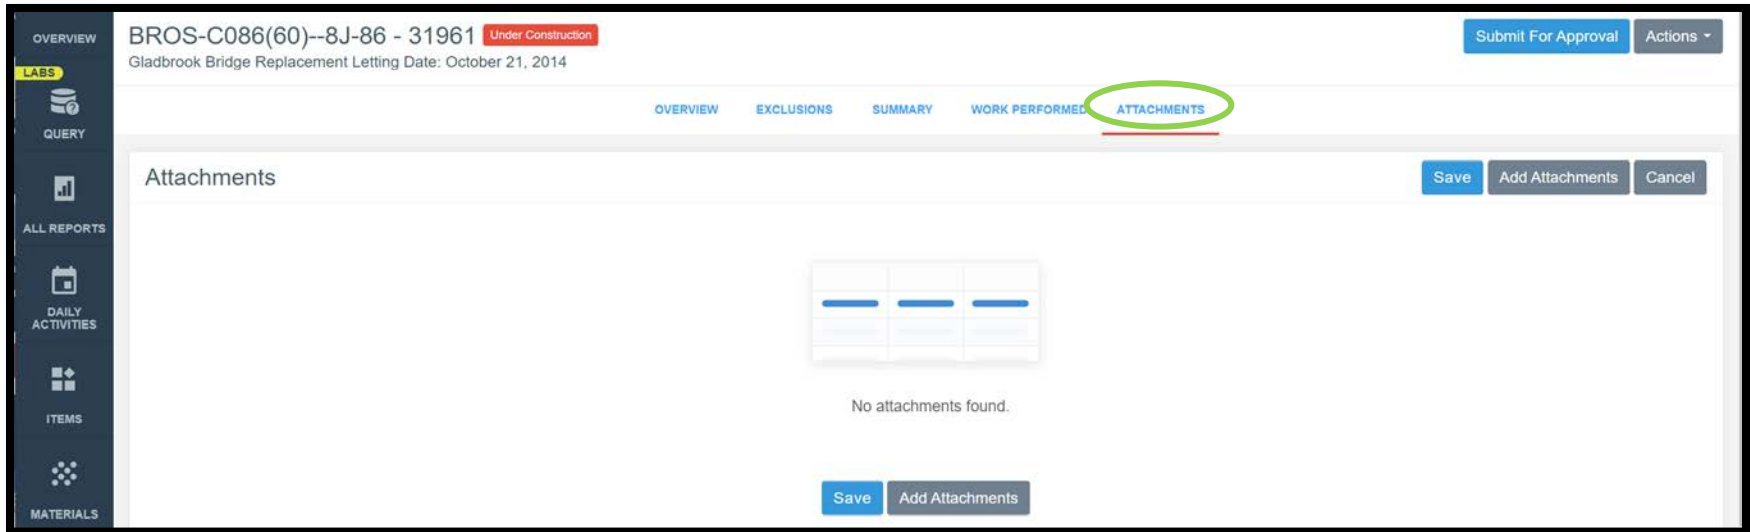 OVERVIEW
LABS
QUERY
ALL REPORTS
DAILY
ACTIVITIES
ITEMS
MATERIALS
BROS-C086(60)--8J-86 - 31961 Under Construction
Gladbrook Bridge Replacement Letting Date: October 21, 2014
Submit For Approval Actions
OVERVIEW EXCLUSIONS SUMMARY WORK PERFORMED ATTACHMENTS
Attachments
Save Add Attachments Cancel
No attachments found.
Save Add Attachments